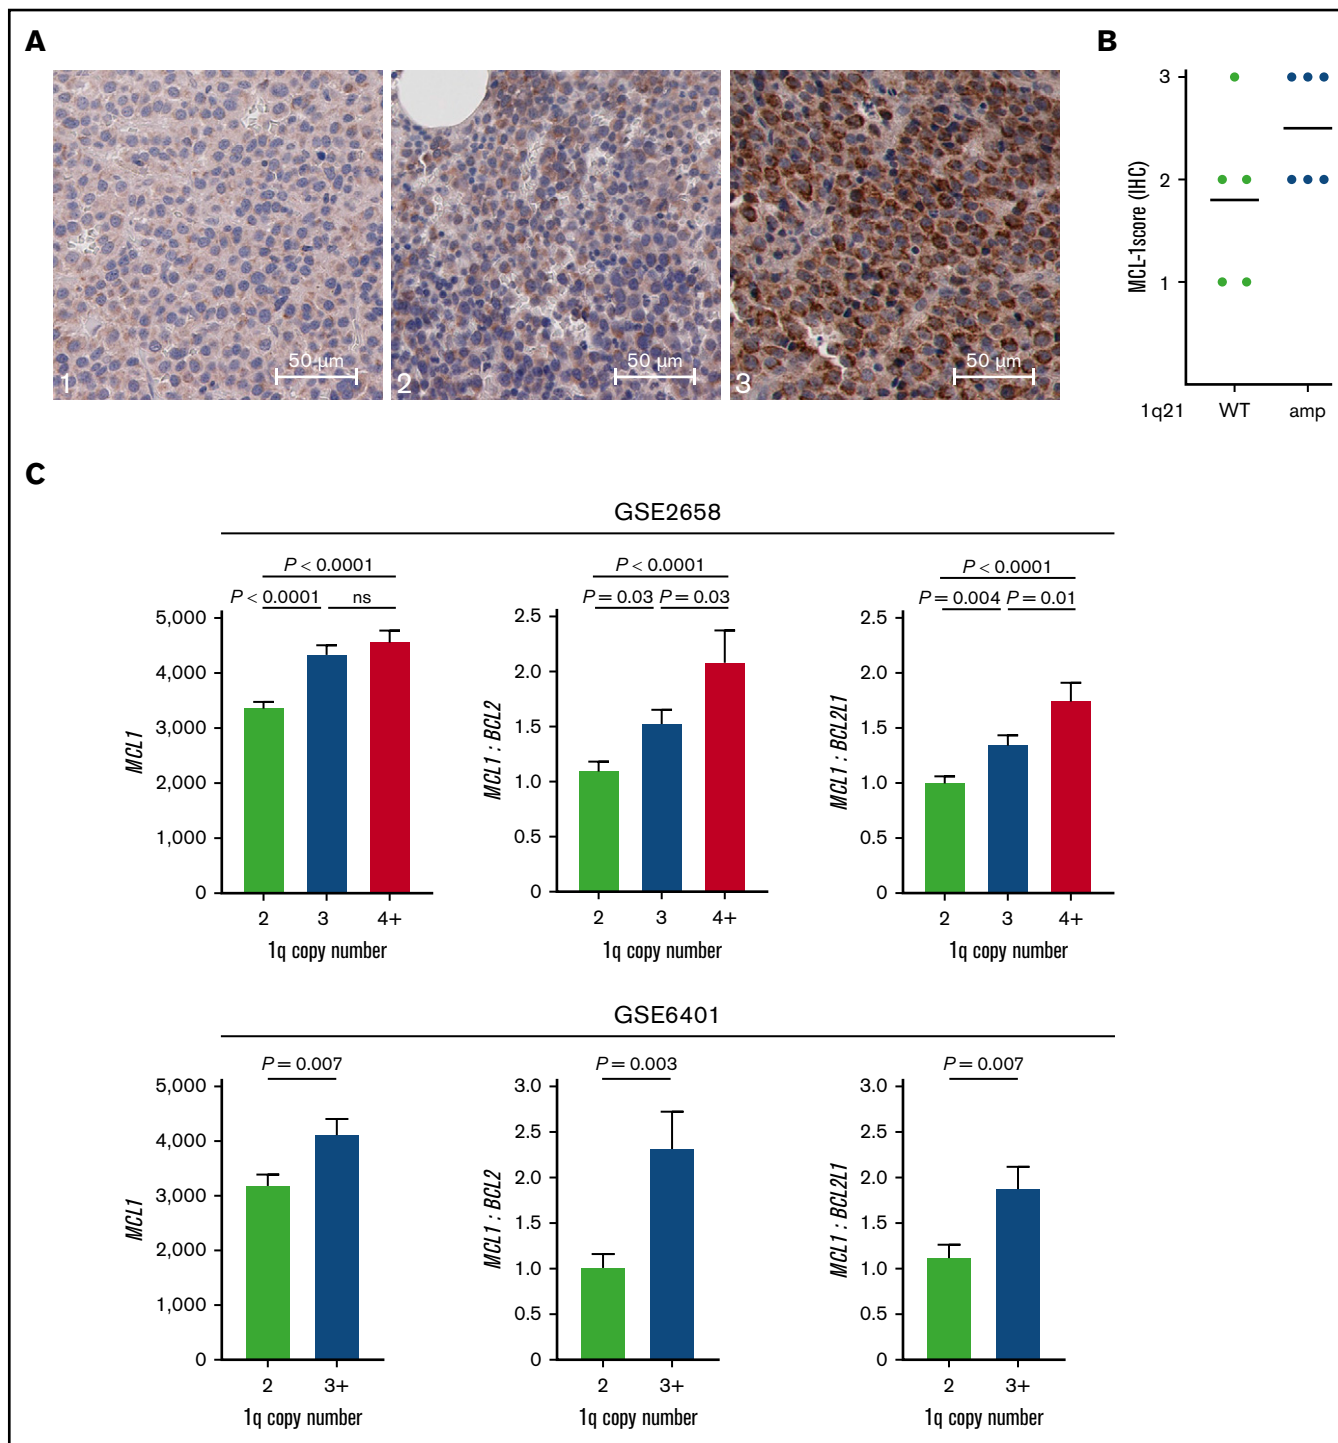 A
B
50 µm
1
50 µm
2
50 µm
3
MCL-1score (IHC)
3
2
1
1q21 WT amp
C
GSE2658
P < 0.0001
P < 0.0001 ns
MCL1
5,000
4,000
3,000
2,000
1,000
0
2 3 4+
1q copy number
P < 0.0001
P = 0.03 P = 0.03
MCL1 : BCL2
2.5
2.0
1.5
1.0
0.5
0
2 3 4+
1q copy number
P < 0.0001
P = 0.004 P = 0.01
MCL1 : BCL2L1
2.5
2.0
1.5
1.0
0.5
0
2 3 4+
1q copy number
GSE6401
P = 0.007
MCL1
5,000
4,000
3,000
2,000
1,000
0
2 3+
1q copy number
P = 0.003
MCL1 : BCL2
3.0
2.5
2.0
1.5
1.0
0.5
0
2 3+
1q copy number
P = 0.007
MCL1 : BCL2L1
3.0
2.5
2.0
1.5
1.0
0.5
0
2 3+
1q copy number